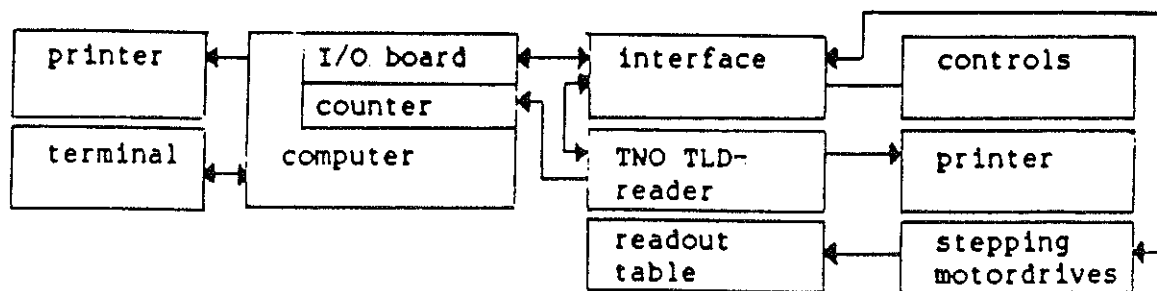 printer
I/O board
interface
controls
counter
terminal
computer
TNO TLD-
reader
printer
readout
table
stepping
motordrives